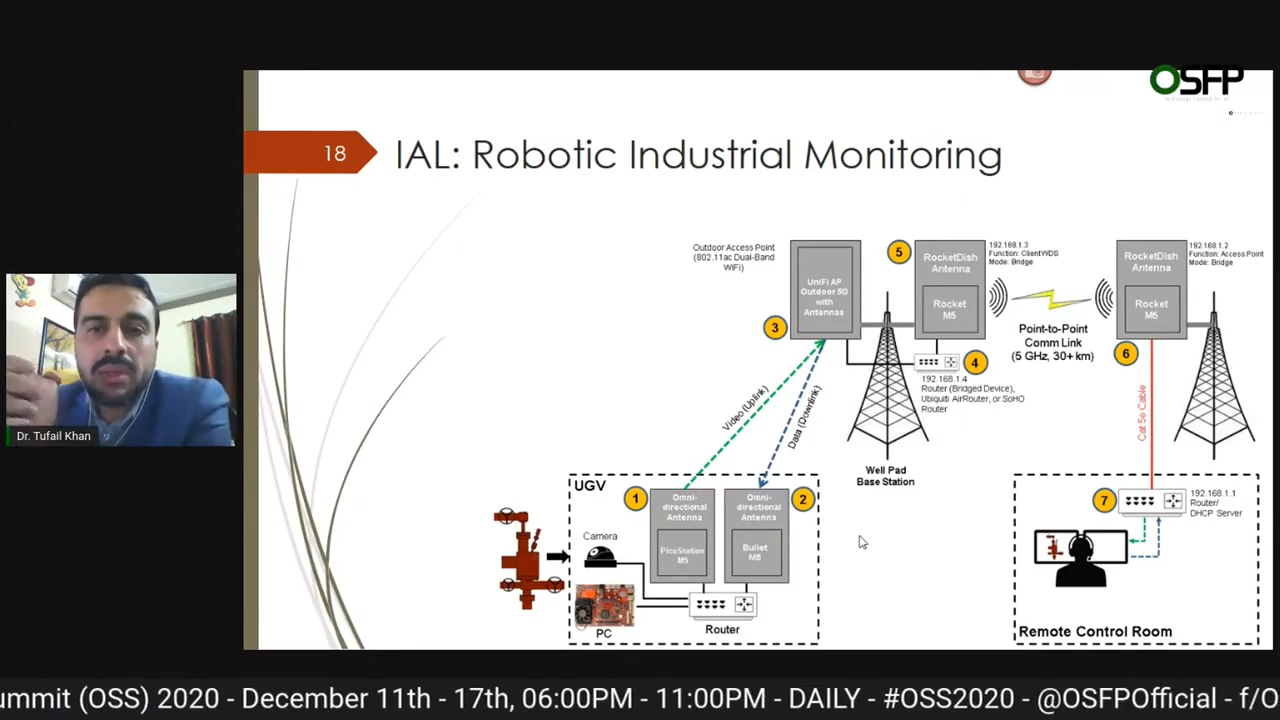 OSFP
18
IAL: Robotic Industrial Monitoring
Outdoor Access Point
(802.11ac Dual-Band
WiFi)
UniFi AP
Outdoor 5G
with
Antennas
3
5
RocketDish
Antenna
Rocket
M5
192.168.1.3
Function: Client WDS
Mode: Bridge
Point-to-Point
Comm Link
(5 GHz, 30+ km)
RocketDish
Antenna
Rocket
M5
192.168.1.2
Function: Access Point
Mode: Bridge
6
4
192.168.1.4
Router (Bridged Device),
Ubiquiti AirRouter, or SoHO
Router
Video (Uplink)
Data (Downlink)
Cat 5e Cable
Well Pad
Base Station
Dr. Tufail Khan
UGV
1
Omni-
directional
Antenna
PicoStation
M5
Omni-
directional
Antenna
Bullet
M5
2
Camera
PC
Router
7
192.168.1.1
Router/
DHCP Server
Remote Control Room
ummit (OSS) 2020 - December 11th - 17th, 06:00PM - 11:00PM - DAILY - #OSS2020 - @OSFPOfficial - f/O